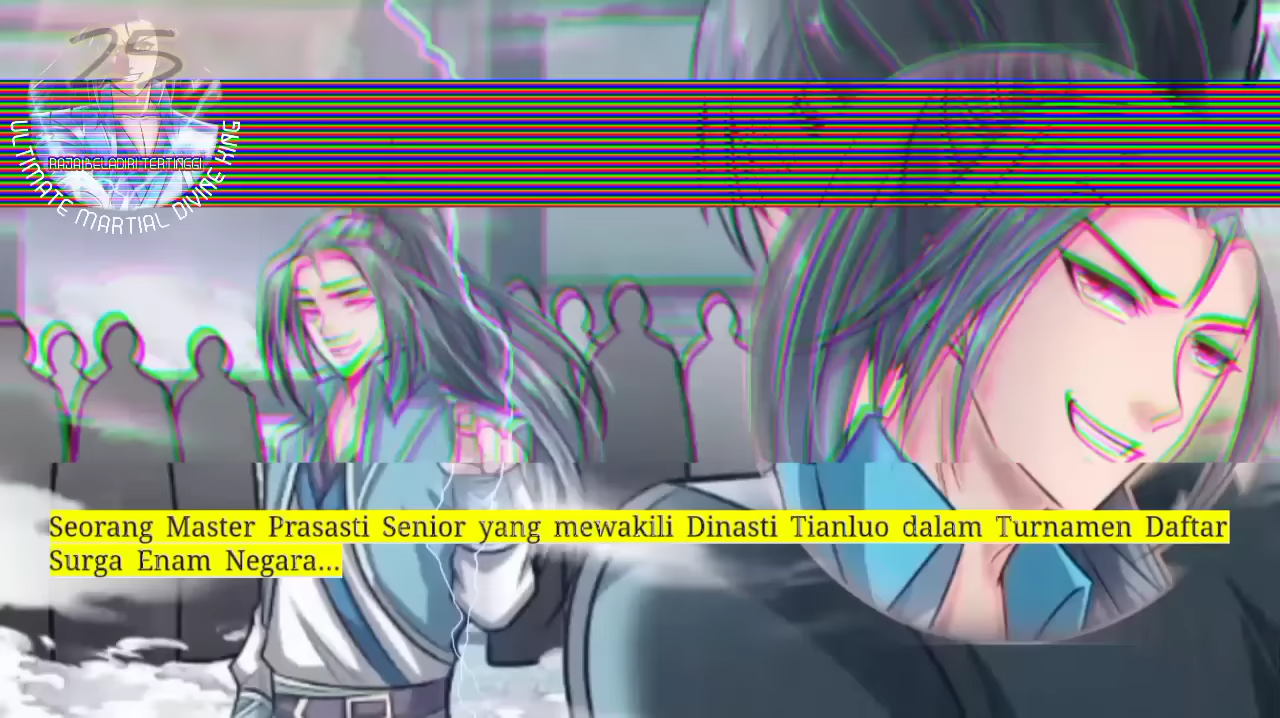 25
RAJA BELADIRI TERTINGGI
ULTIMATE MARTIAL DIVINE KING
Seorang Master Prasasti Senior yang mewakili Dinasti Tianluo dalam Turnamen Daftar
Surga Enam Negara...